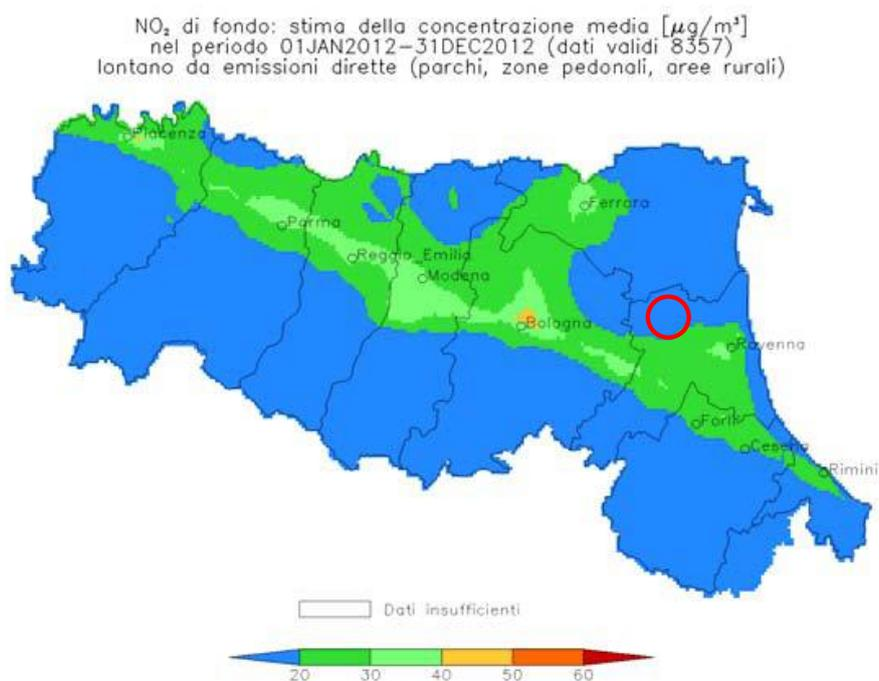 NO₂ di fondo: stima della concentrazione media [μg/m³]
nel periodo 01JAN2012–31DEC2012 (dati validi 8357)
lontano da emissioni dirette (parchi, zone pedonali, aree rurali)
Piacenza
Ferrara
Parma
Reggio_Emilia
Modena
Bologna
Ravenna
Forlì
Cesena
Rimini
Dati insufficienti
20 30 40 50 60